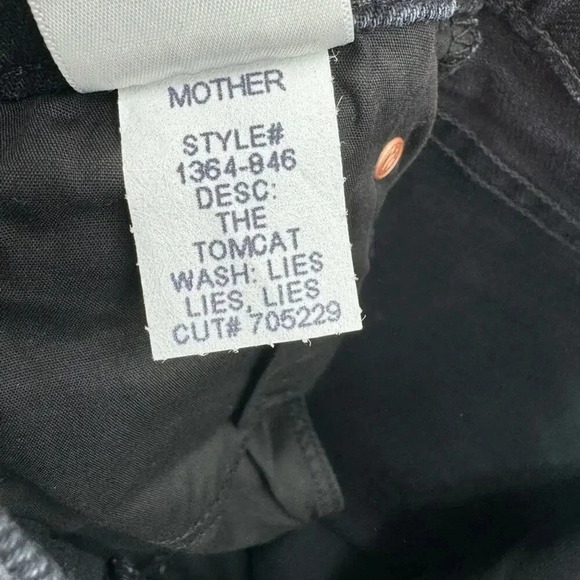 MOTHER
STYLE#
1364-846
DESC:
THE
TOMCAT
WASH: LIES
LIES, LIES
CUT# 705229